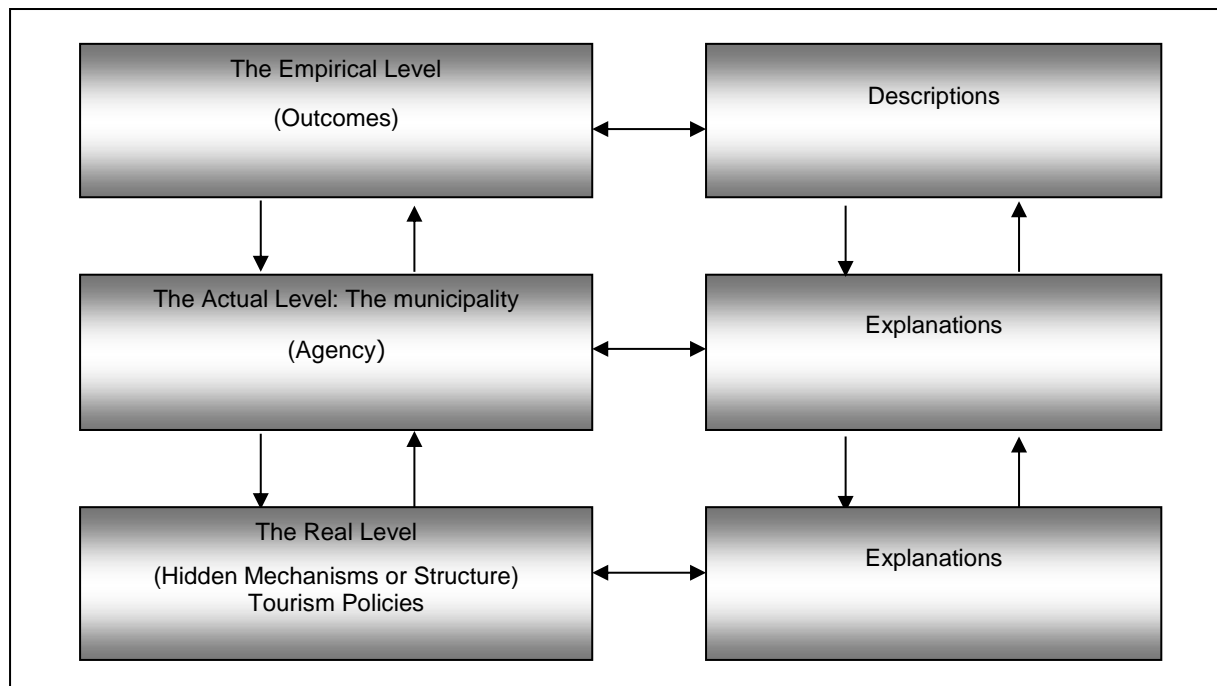 The Empirical Level
(Outcomes)
Descriptions
The Actual Level: The municipality
(Agency)
Explanations
The Real Level
(Hidden Mechanisms or Structure)
Tourism Policies
Explanations